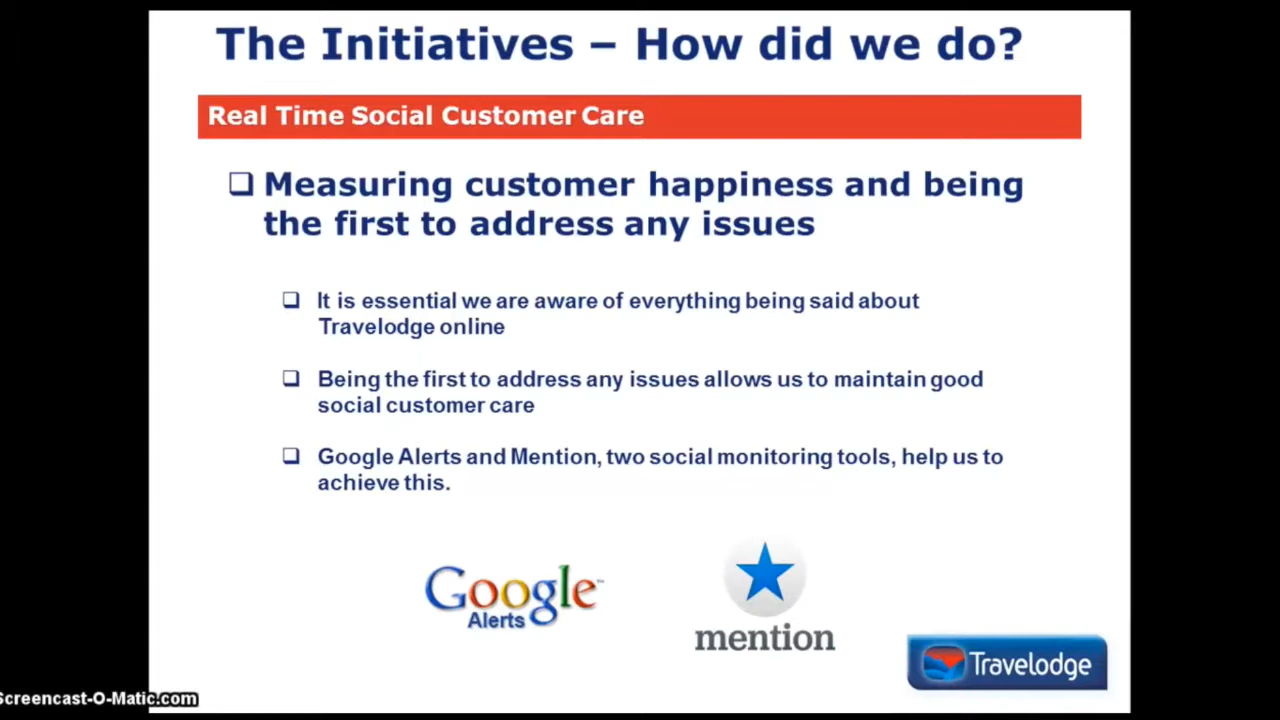 The Initiatives – How did we do?
Real Time Social Customer Care
Measuring customer happiness and being
the first to address any issues
It is essential we are aware of everything being said about
Travelodge online
Being the first to address any issues allows us to maintain good
social customer care
Google Alerts and Mention, two social monitoring tools, help us to
achieve this.
Google™
Alerts
mention
Travelodge
Screencast-O-Matic.com